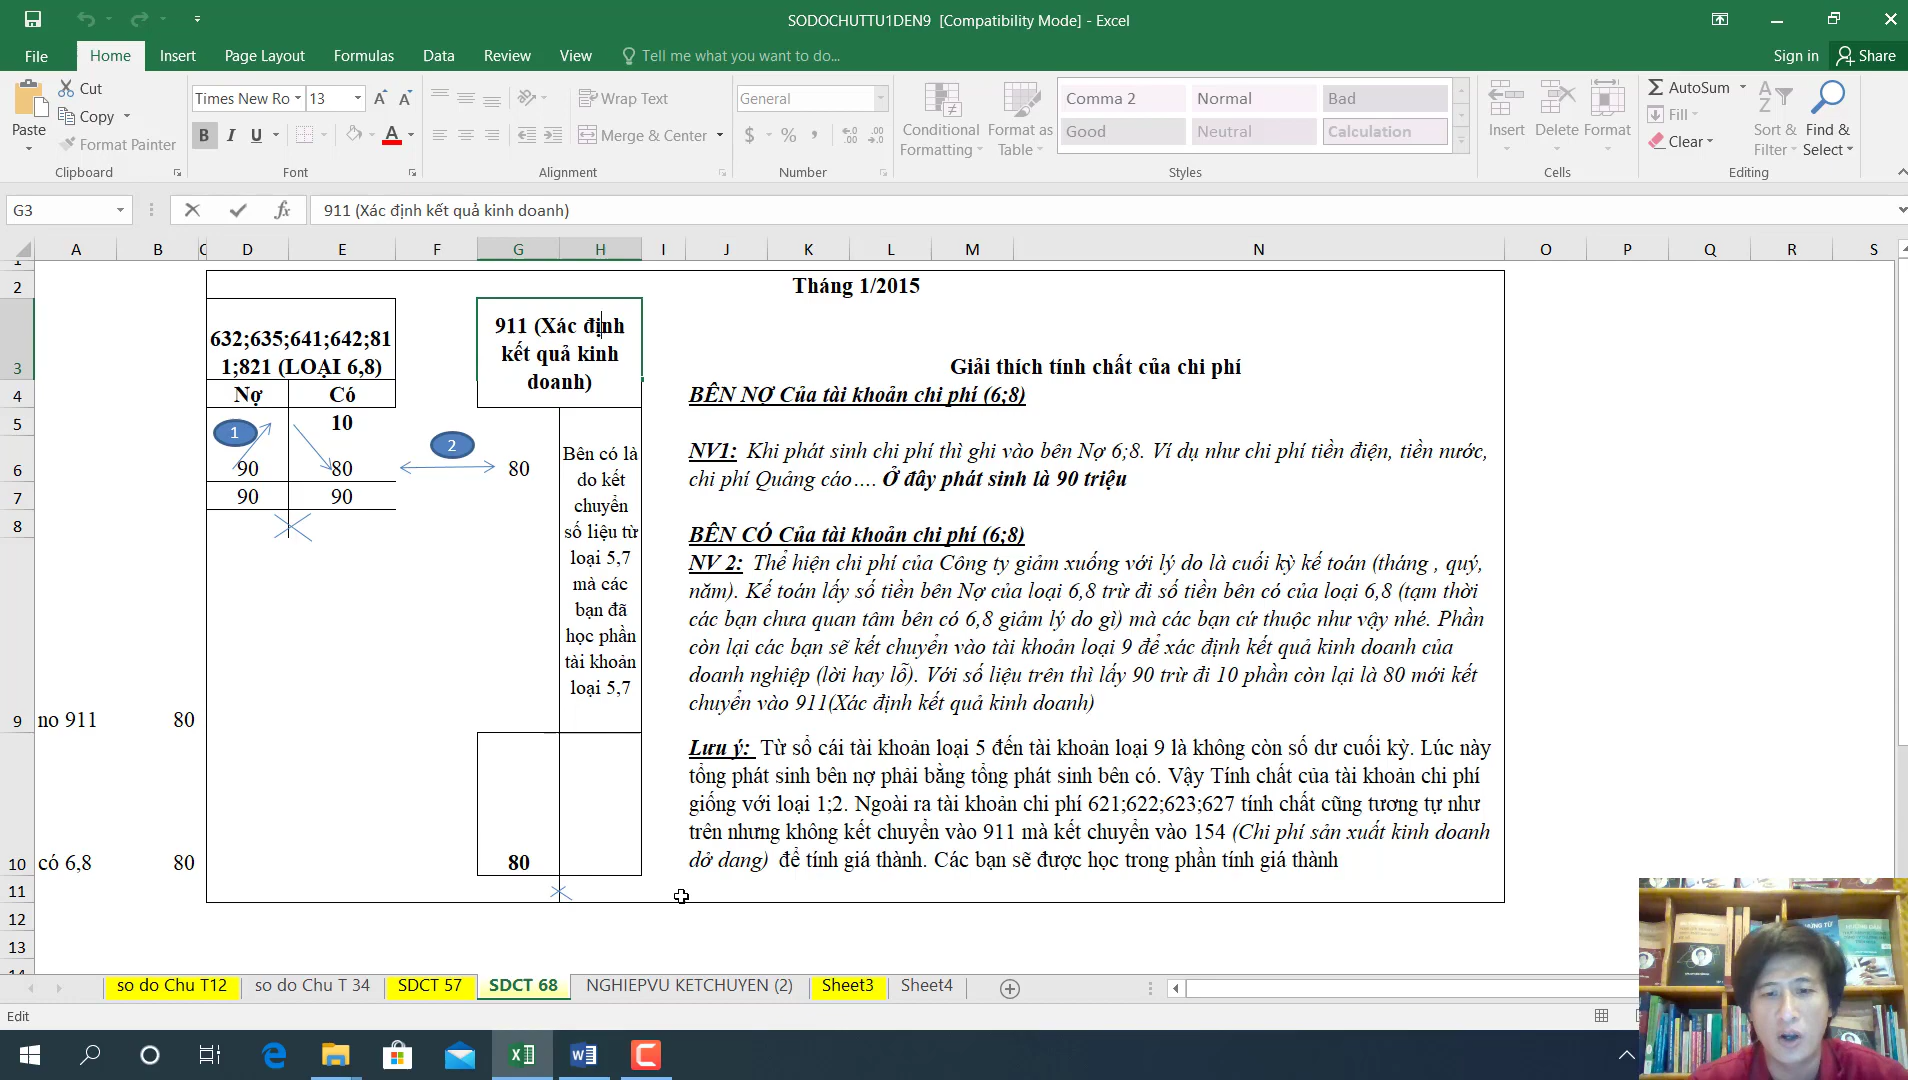 SODOCHUTTU1DEN9 [Compatibility Mode] - Excel
File Home Insert Page Layout Formulas Data Review View Tell me what you want to do... Sign in Share
Paste
Cut
Copy
Format Painter
Clipboard
Times New Ro 13
B I U
Font
Wrap Text
Merge & Center
Alignment
General
$ % ,
Number
Conditional Formatting
Format as Table
Comma 2 Normal Bad
Good Neutral Calculation
Styles
Insert Delete Format
Cells
AutoSum
Fill
Clear
Sort & Filter
Find & Select
Editing
G3
fx
911 (Xác định kết quả kinh doanh)
A B C D E F G H I J K L M N O P Q R S
1
2
3
4
5
6
7
8
9
10
11
12
13
14
Tháng 1/2015
632;635;641;642;81
1;821 (LOẠI 6,8)
Nợ Có
1
10
90 80
90 90
2
911 (Xác định
kết quả kinh
doanh)
80
Bên có là
do kết
chuyển
số liệu từ
loại 5,7
mà các
bạn đã
học phần
tài khoản
loại 5,7
80
no 911 80
có 6,8 80
Giải thích tính chất của chi phí
BÊN NỢ Của tài khoản chi phí (6;8)
NV1: Khi phát sinh chi phí thì ghi vào bên Nợ 6;8. Ví dụ như chi phí tiền điện, tiền nước,
chi phí Quảng cáo…. Ở đây phát sinh là 90 triệu
BÊN CÓ Của tài khoản chi phí (6;8)
NV 2: Thể hiện chi phí của Công ty giảm xuống với lý do là cuối kỳ kế toán (tháng , quý,
năm). Kế toán lấy số tiền bên Nợ của loại 6,8 trừ đi số tiền bên có của loại 6,8 (tạm thời
các bạn chưa quan tâm bên có 6,8 giảm lý do gì) mà các bạn cứ thuộc như vậy nhé. Phần
còn lại các bạn sẽ kết chuyển vào tài khoản loại 9 để xác định kết quả kinh doanh của
doanh nghiệp (lời hay lỗ). Với số liệu trên thì lấy 90 trừ đi 10 phần còn lại là 80 mới kết
chuyển vào 911(Xác định kết quả kinh doanh)
Lưu ý: Từ sổ cái tài khoản loại 5 đến tài khoản loại 9 là không còn số dư cuối kỳ. Lúc này
tổng phát sinh bên nợ phải bằng tổng phát sinh bên có. Vậy Tính chất của tài khoản chi phí
giống với loại 1;2. Ngoài ra tài khoản chi phí 621;622;623;627 tính chất cũng tương tự như
trên nhưng không kết chuyển vào 911 mà kết chuyển vào 154 (Chi phí sản xuất kinh doanh
dở dang) để tính giá thành. Các bạn sẽ được học trong phần tính giá thành
so do Chu T12 so do Chu T 34 SDCT 57 SDCT 68 NGHIEPVU KETCHUYEN (2) Sheet3 Sheet4
Edit